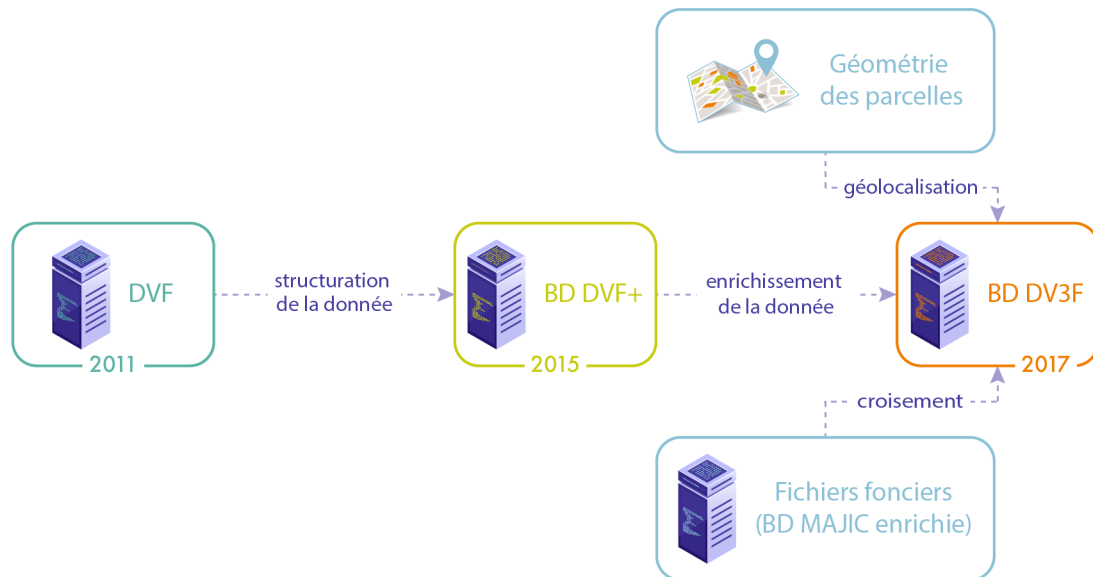 Géométrie
des parcelles
géolocalisation
DVF
2011
structuration
de la donnée
BD DVF+
2015
enrichissement
de la donnée
BD DV3F
2017
croisement
Fichiers fonciers
(BD MAJIC enrichie)